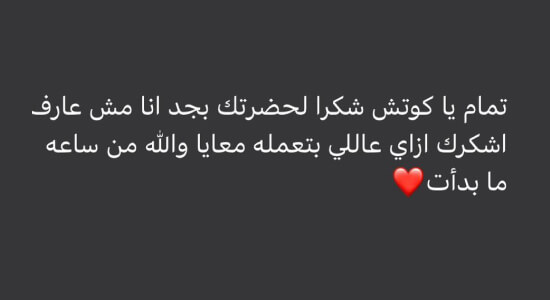 تمام يا كوتش شكرا لحضرتك بجد انا مش عارف
اشكرك ازاي عاللي بتعمله معايا والله من ساعه
ما بدأت❤️